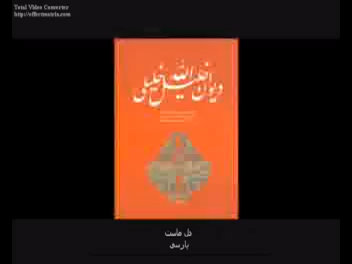 Total Video Converter
http://effectmatrix.com
دیوان خلیل الله خلیلی
دل ماست
پارسی